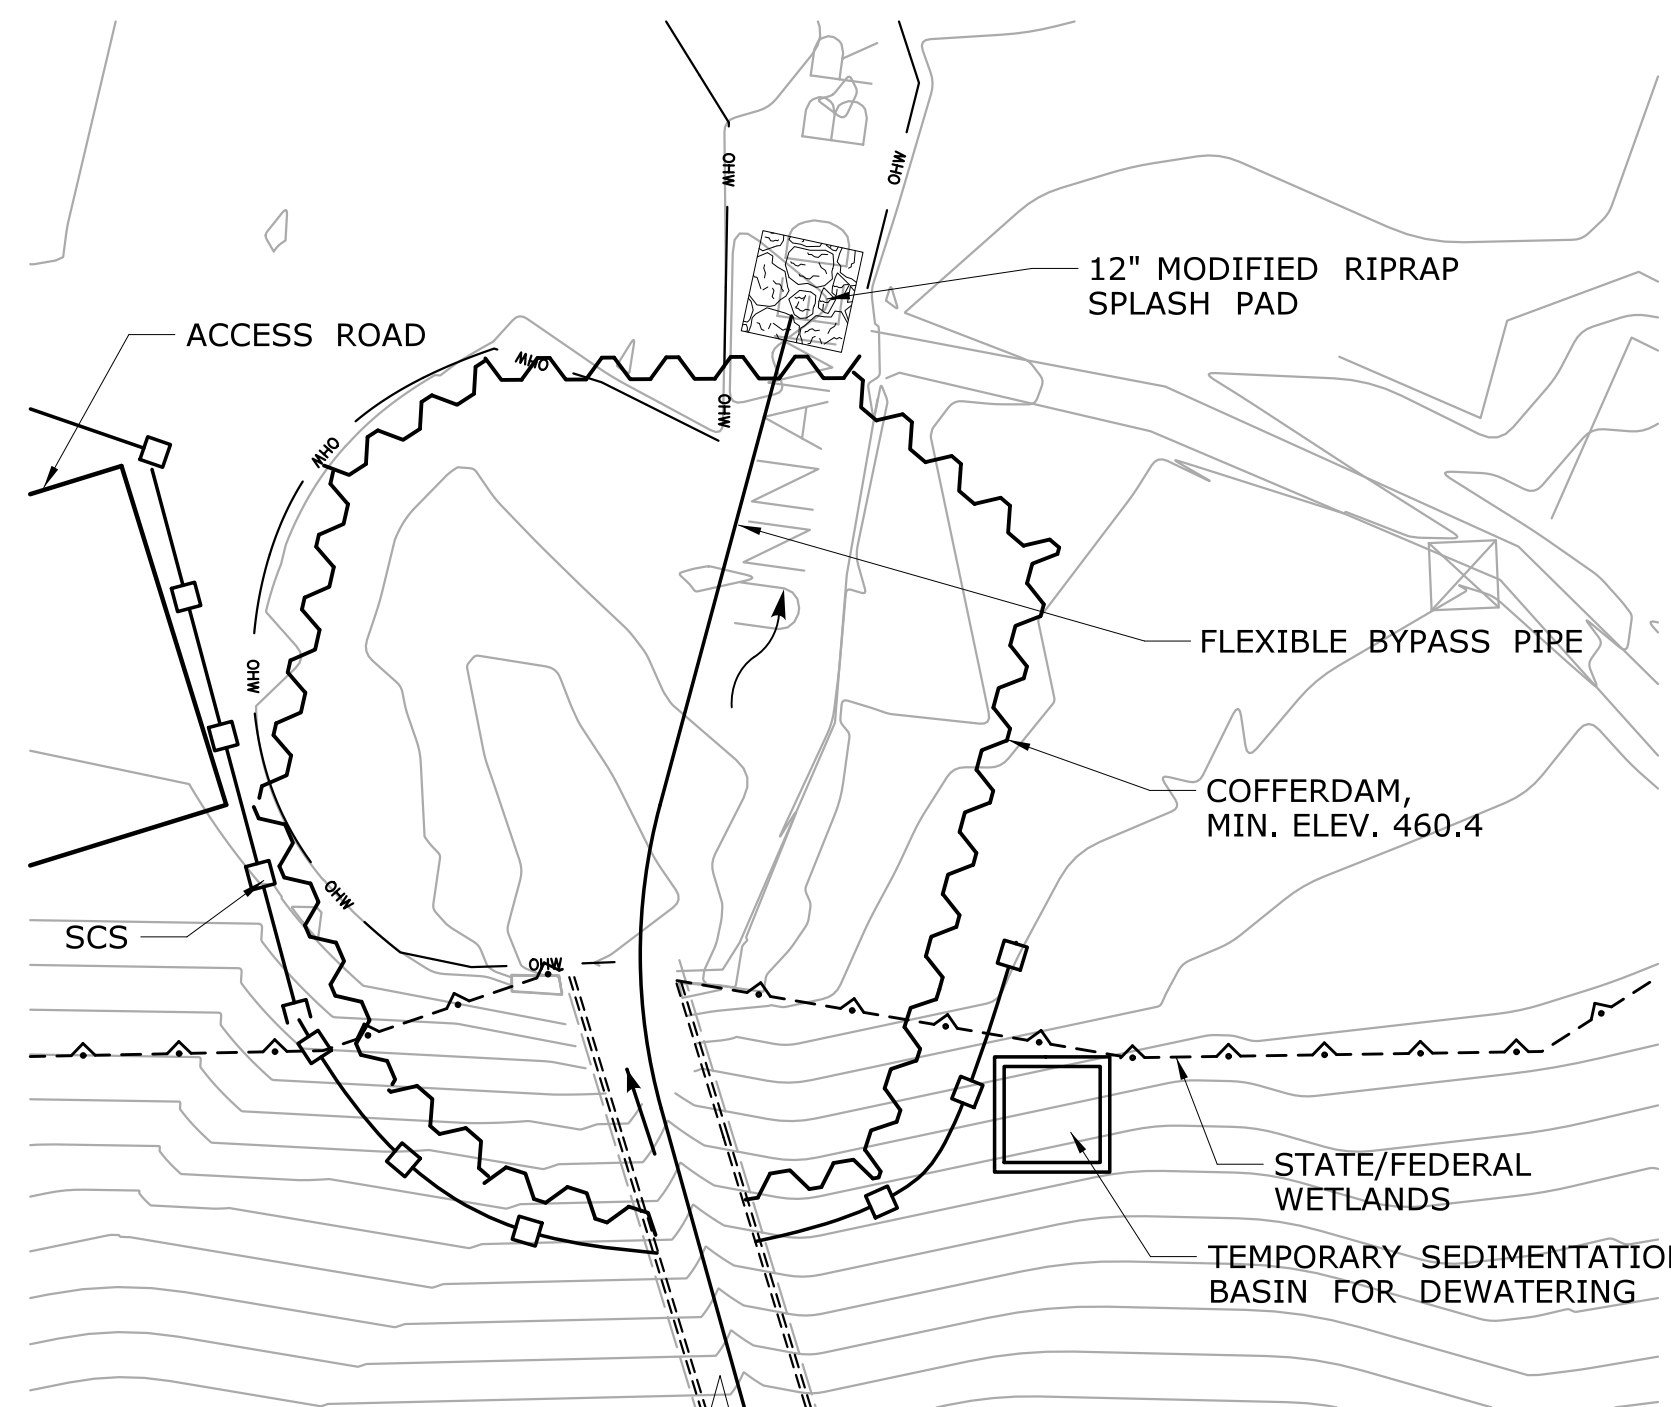 OHW
OHW
12" MODIFIED RIPRAP
SPLASH PAD
ACCESS ROAD
OHW
OHW
OHW
FLEXIBLE BYPASS PIPE
OHW
COFFERDAM,
MIN. ELEV. 460.4
OHW
SCS
OHW
STATE/FEDERAL
WETLANDS
TEMPORARY SEDIMENTATION
BASIN FOR DEWATERING